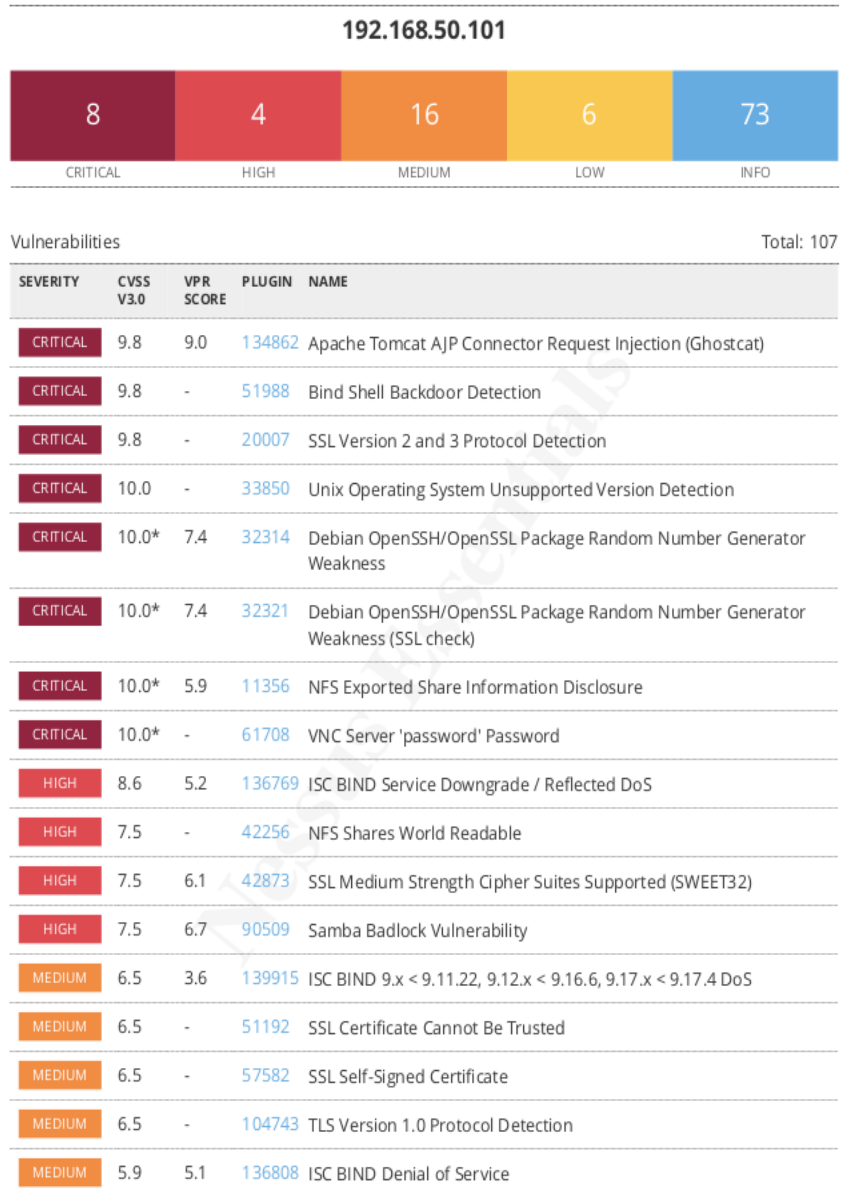 192.168.50.101
8 4 16 6 73
CRITICAL HIGH MEDIUM LOW INFO
Vulnerabilities Total: 107
SEVERITY CVSS V3.0 VPR SCORE PLUGIN NAME
CRITICAL 9.8 9.0 134862 Apache Tomcat AJP Connector Request Injection (Ghostcat)
CRITICAL 9.8 - 51988 Bind Shell Backdoor Detection
CRITICAL 9.8 - 20007 SSL Version 2 and 3 Protocol Detection
CRITICAL 10.0 - 33850 Unix Operating System Unsupported Version Detection
CRITICAL 10.0* 7.4 32314 Debian OpenSSH/OpenSSL Package Random Number Generator
Weakness
CRITICAL 10.0* 7.4 32321 Debian OpenSSH/OpenSSL Package Random Number Generator
Weakness (SSL check)
CRITICAL 10.0* 5.9 11356 NFS Exported Share Information Disclosure
CRITICAL 10.0* - 61708 VNC Server 'password' Password
HIGH 8.6 5.2 136769 ISC BIND Service Downgrade / Reflected DoS
HIGH 7.5 - 42256 NFS Shares World Readable
HIGH 7.5 6.1 42873 SSL Medium Strength Cipher Suites Supported (SWEET32)
HIGH 7.5 6.7 90509 Samba Badlock Vulnerability
MEDIUM 6.5 3.6 139915 ISC BIND 9.x < 9.11.22, 9.12.x < 9.16.6, 9.17.x < 9.17.4 DoS
MEDIUM 6.5 - 51192 SSL Certificate Cannot Be Trusted
MEDIUM 6.5 - 57582 SSL Self-Signed Certificate
MEDIUM 6.5 - 104743 TLS Version 1.0 Protocol Detection
MEDIUM 5.9 5.1 136808 ISC BIND Denial of Service
Nessus Essentials